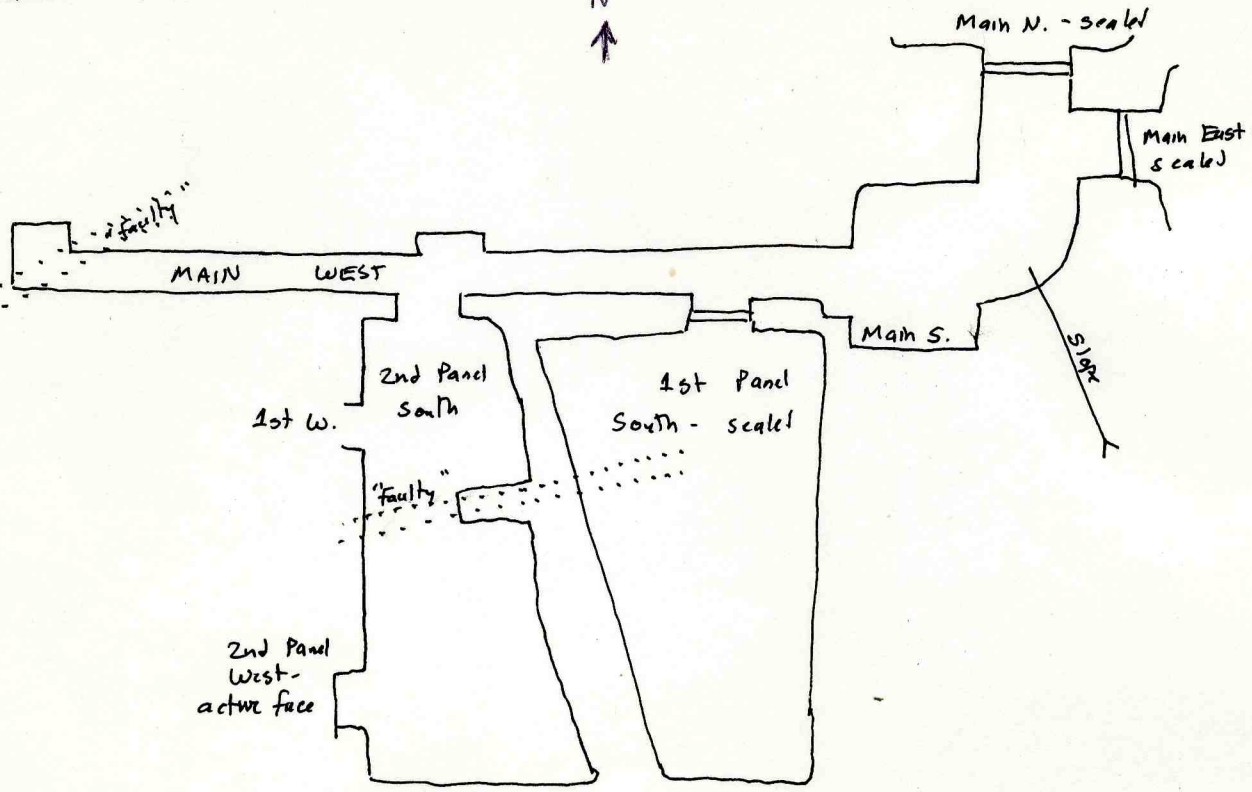 N
Main N. - sealed
Main East
sealed
"faulty"
MAIN WEST
Main S.
Slope
2nd Panel
South
1st Panel
South - sealed
1st W.
"Faulty"
2nd Panel
West-
active face